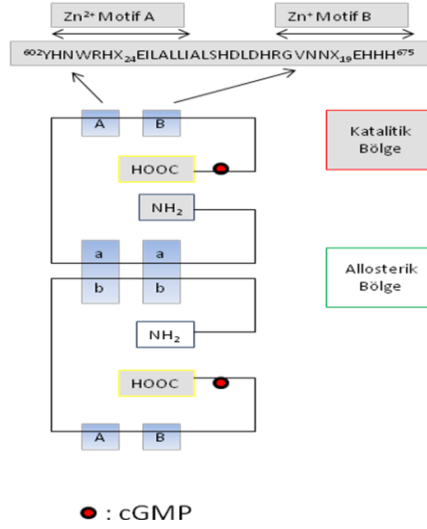 Zn²⁺ Motif A
Zn⁺ Motif B
⁶⁰²YHNWRHX₂₄EILALLIALSHDLDHRGVNNX₁₉EHHH⁶⁷⁵
A
B
Katalitik
Bölge
HOOC
NH₂
a
a
b
b
Allosterik
Bölge
NH₂
HOOC
A
B
: cGMP